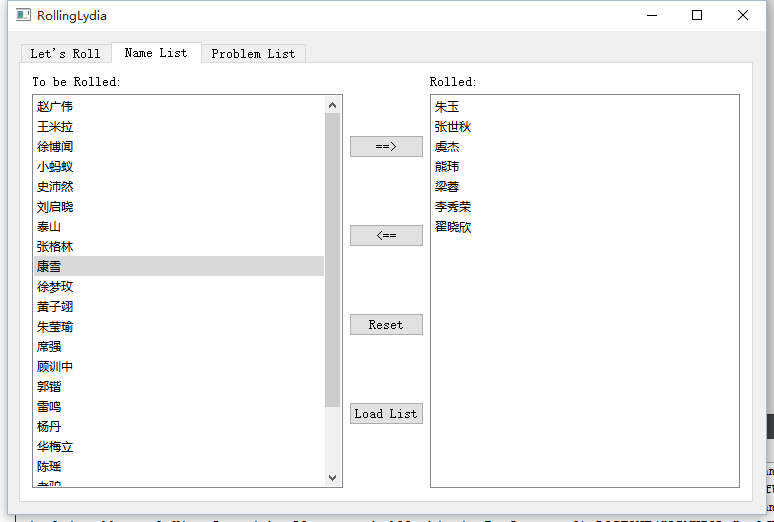 RollingLydia
Let's Roll Name List Problem List
To be Rolled:
赵广伟
王米拉
徐博闻
小蚂蚁
史沛然
刘启晓
泰山
张格林
康雪
徐梦玫
黄子翊
朱莹瑜
席强
顾训中
郭锴
雷鸣
杨丹
华梅立
陈瑶
==>
<==
Reset
Load List
Rolled:
朱玉
张世秋
虞杰
熊玮
梁蓉
李秀荣
翟晓欣